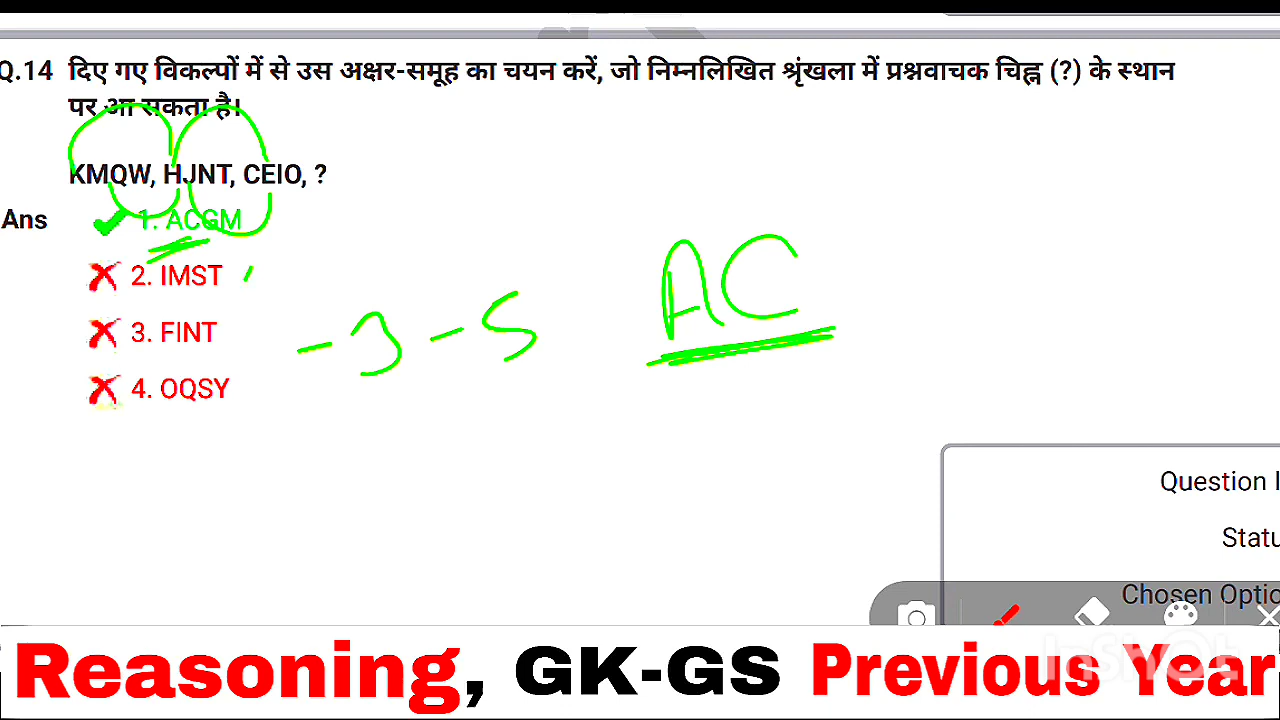 Q.14 दिए गए विकल्पों में से उस अक्षर-समूह का चयन करें, जो निम्नलिखित श्रृंखला में प्रश्नवाचक चिह्न (?) के स्थान
पर आ सकता है।
KMQW, HJNT, CEIO, ?
Ans
1. ACGM
2. IMST
3. FINT
4. OQSY
-3 -5
AC
Question I
Statu
Chosen Optic
InShOt
Reasoning, GK-GS Previous Year